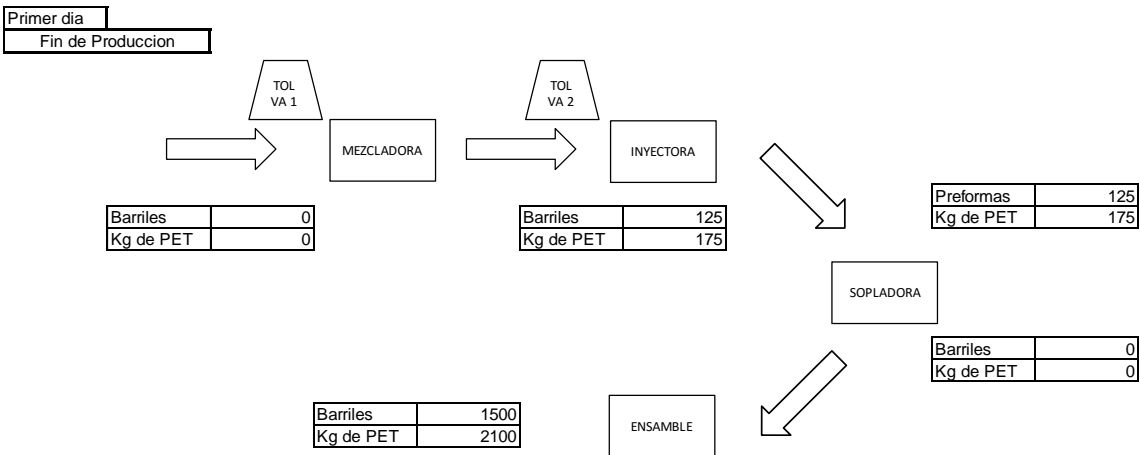 Primer dia
Fin de Produccion
TOL
VA 1
TOL
VA 2
MEZCLADORA
INYECTORA
Barriles 0
Kg de PET 0
Barriles 125
Kg de PET 175
Preformas 125
Kg de PET 175
SOPLADORA
Barriles 0
Kg de PET 0
Barriles 1500
Kg de PET 2100
ENSAMBLE